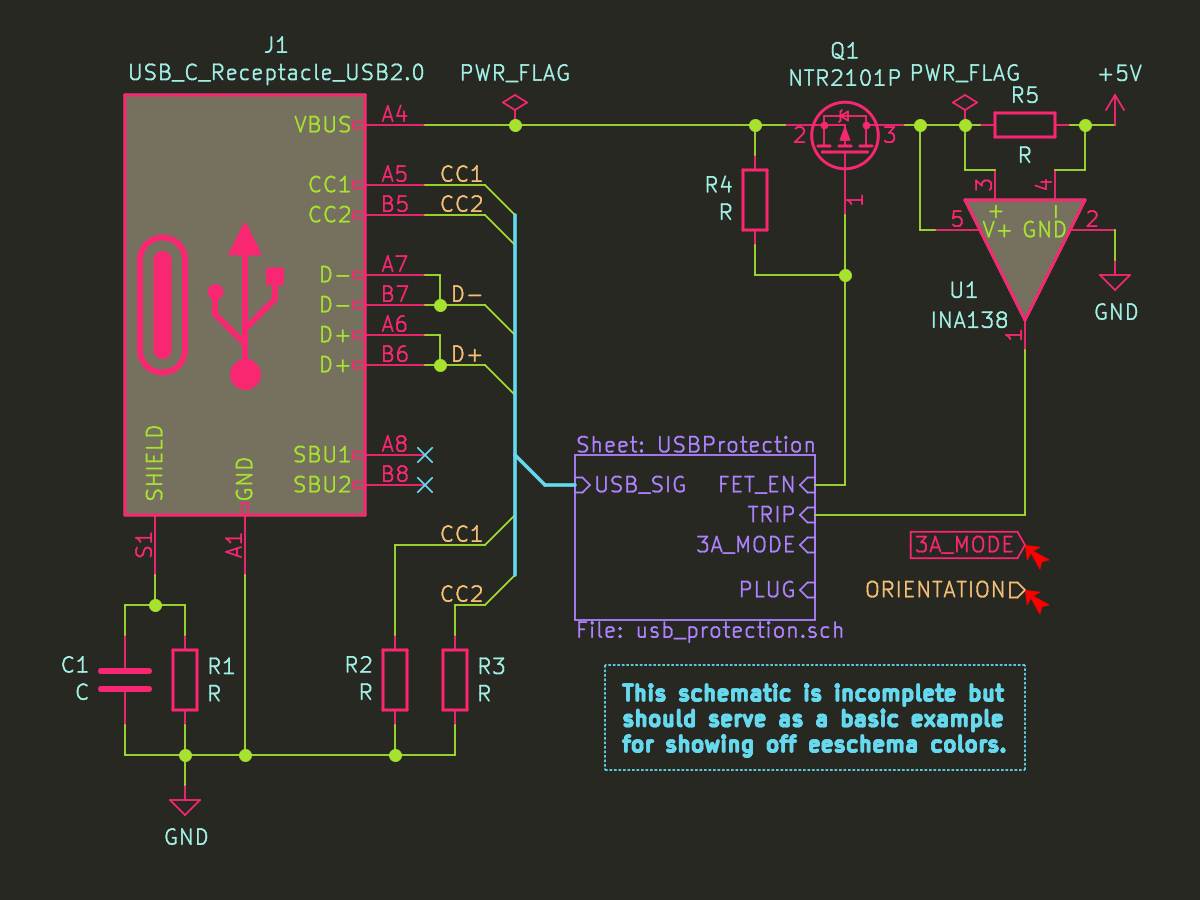 J1
USB_C_Receptacle_USB2.0
PWR_FLAG
Q1
NTR2101P
PWR_FLAG
R5
R
+5V
VBUS
A4
CC1
A5
CC1
CC2
B5
CC2
D-
A7
D-
B7
D-
D+
A6
D+
B6
D+
SBU1
A8
SBU2
B8
SHIELD
GND
S1
A1
2
3
1
R4
R
3
4
+
-
5
V+
GND
2
U1
INA138
1
GND
Sheet: USBProtection
USB_SIG
FET_EN
TRIP
3A_MODE
PLUG
File: usb_protection.sch
3A_MODE
ORIENTATION
CC1
CC2
C1
C
R1
R
R2
R
R3
R
GND
This schematic is incomplete but
should serve as a basic example
for showing off eeschema colors.